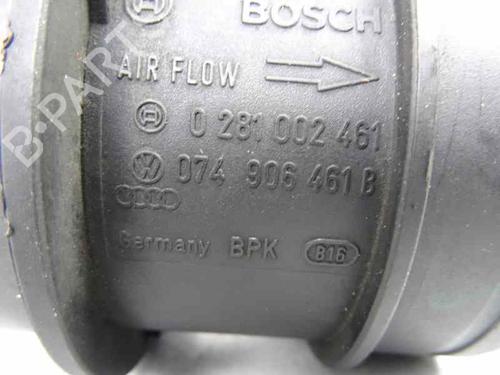 BOSCH
AIR FLOW
0 281 002 461
074 906 461 B
Germany BPK B16
B-PARTS